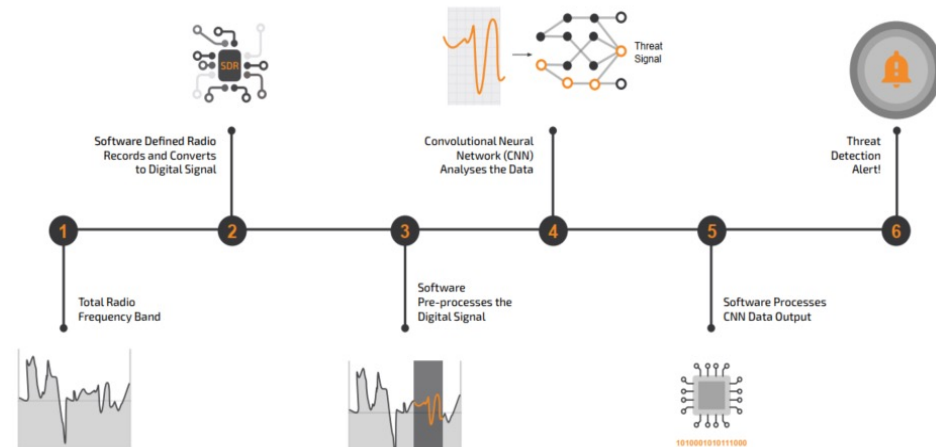 SDR
Threat
Signal
Software Defined Radio
Records and Converts
to Digital Signal
Convolutional Neural
Network (CNN)
Analyses the Data
Threat
Detection
Alert!
1
2
3
4
5
6
Total Radio
Frequency Band
Software
Pre-processes the
Digital Signal
Software Processes
CNN Data Output
1010001010111000